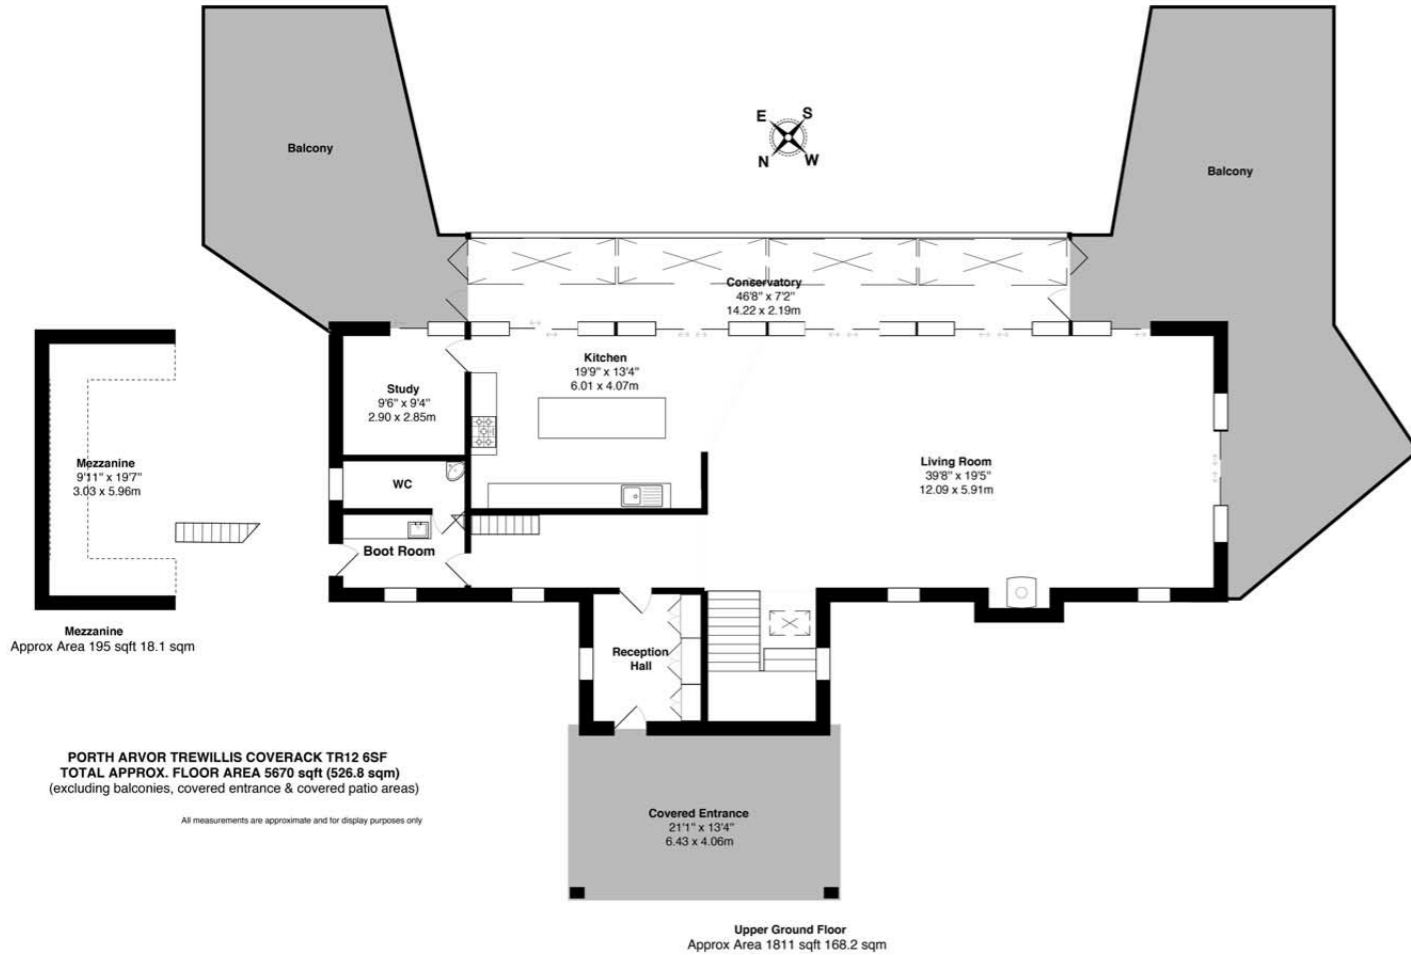 Balcony
E S
N W
Balcony
Conservatory
46'8" x 7'2"
14.22 x 2.19m
Kitchen
19'9" x 13'4"
6.01 x 4.07m
Study
9'6" x 9'4"
2.90 x 2.85m
Mezzanine
9'11" x 19'7"
3.03 x 5.96m
WC
Living Room
39'8" x 19'5"
12.09 x 5.91m
Boot Room
Mezzanine
Approx Area 195 sqft 18.1 sqm
Reception
Hall
PORTH ARVOR TREWILLIS COVERACK TR12 6SF
TOTAL APPROX. FLOOR AREA 5670 sqft (526.8 sqm)
(excluding balconies, covered entrance & covered patio areas)
All measurements are approximate and for display purposes only
Covered Entrance
21'1" x 13'4"
6.43 x 4.06m
Upper Ground Floor
Approx Area 1811 sqft 168.2 sqm